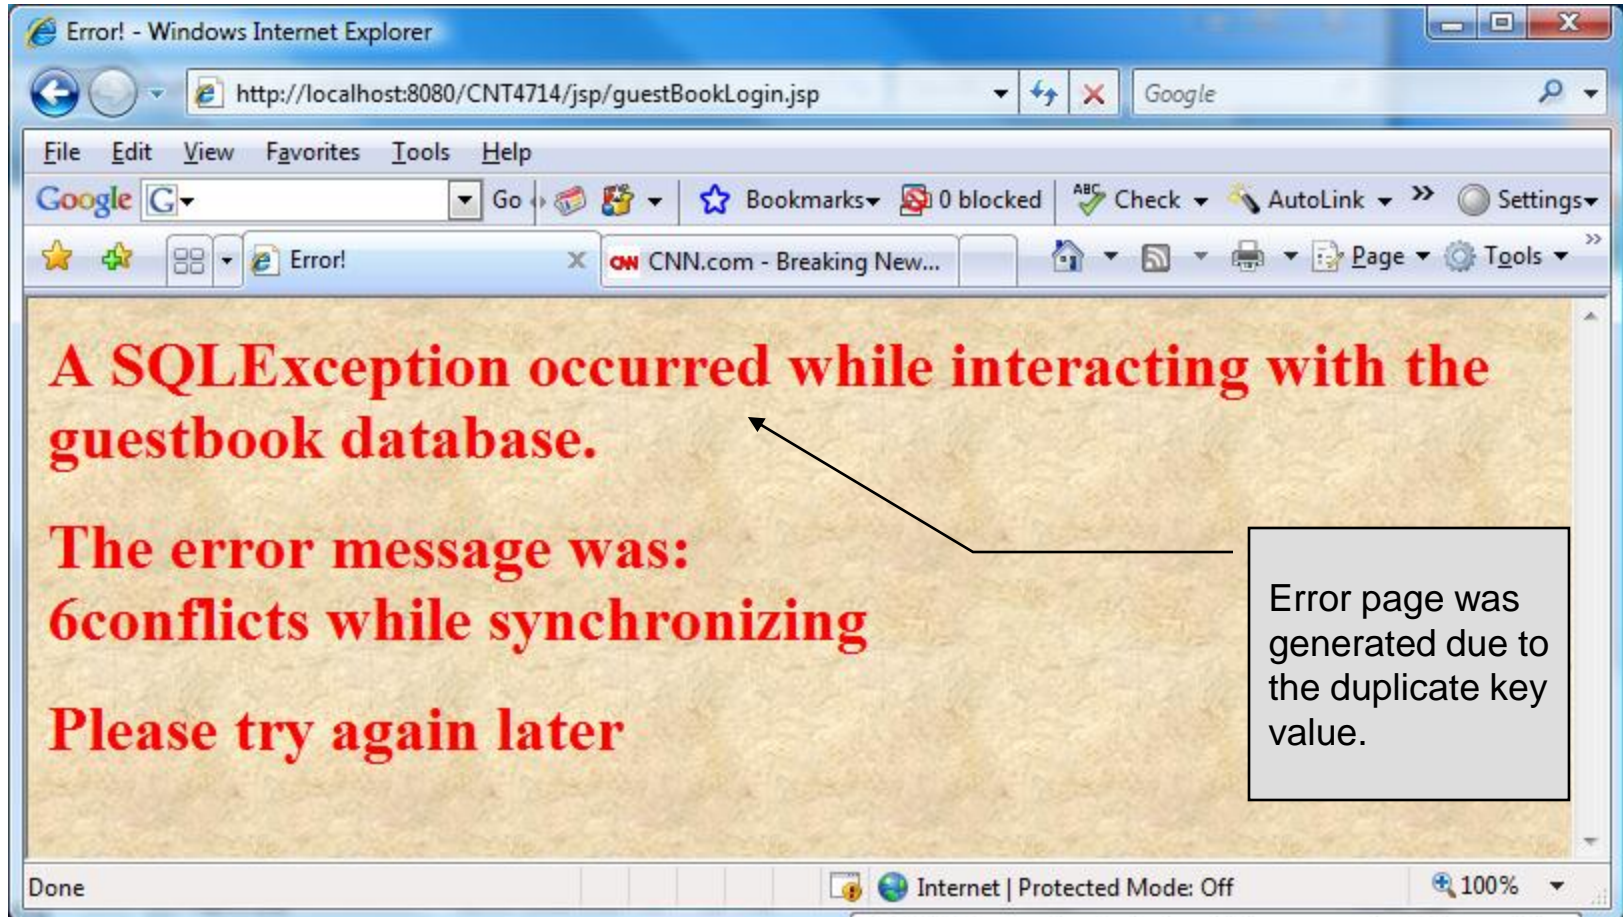 Error! - Windows Internet Explorer
http://localhost:8080/CNT4714/jsp/guestBookLogin.jsp
Google
File Edit View Favorites Tools Help
Google G Go Bookmarks 0 blocked ABC Check AutoLink » Settings
Error! CNN CNN.com - Breaking New... Page Tools »
A SQLException occurred while interacting with the
guestbook database.
The error message was:
6conflicts while synchronizing
Please try again later
Error page was
generated due to
the duplicate key
value.
Done Internet | Protected Mode: Off 100%